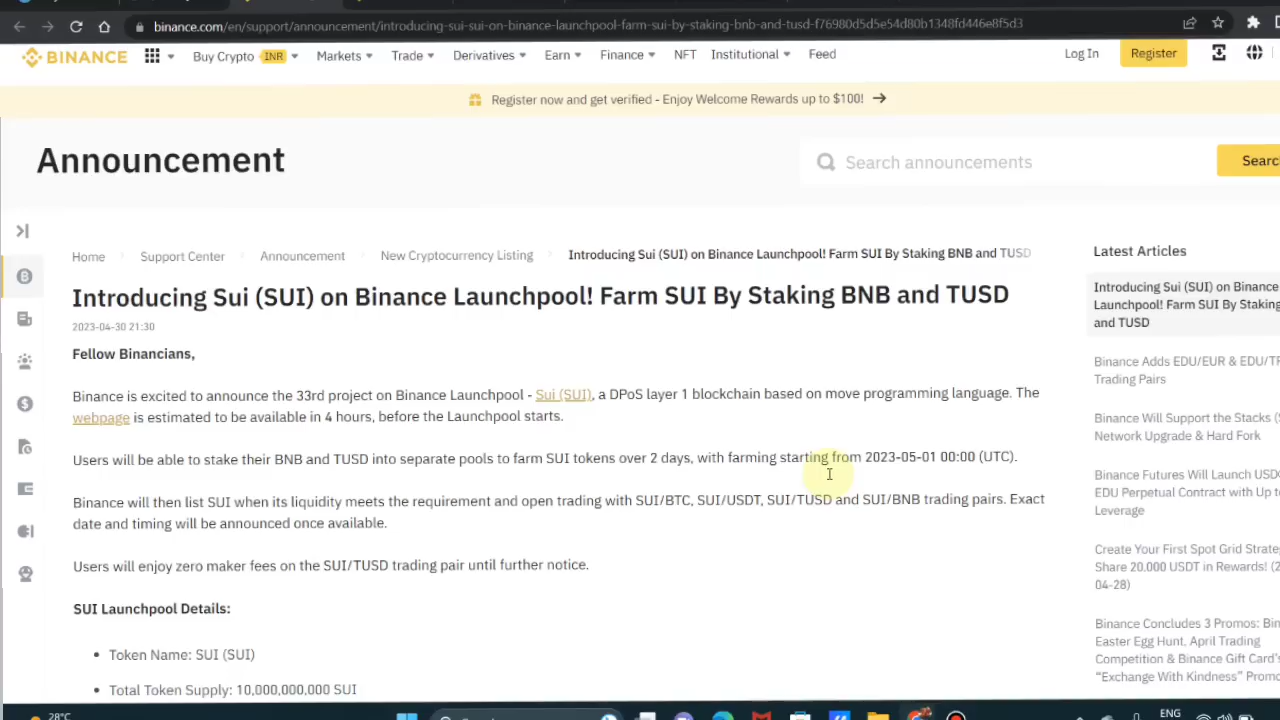 binance.com/en/support/announcement/introducing-sui-sui-on-binance-launchpool-farm-sui-by-staking-bnb-and-tusd-f/6980d5d5e54d80b1348fd446e8f5d3
BINANCE Buy Crypto INR Markets Trade Derivatives Earn Finance NFT Institutional Feed Log In Register
Register now and get verified - Enjoy Welcome Rewards up to $100!
Announcement
Search announcements
Searc
Home Support Center Announcement New Cryptocurrency Listing Introducing Sui (SUI) on Binance Launchpool! Farm SUI By Staking BNB and TUSD
Introducing Sui (SUI) on Binance Launchpool! Farm SUI By Staking BNB and TUSD
2023-04-30 21:30
Fellow Binancians,
Binance is excited to announce the 33rd project on Binance Launchpool - Sui (SUI), a DPoS layer 1 blockchain based on move programming language. The
webpage is estimated to be available in 4 hours, before the Launchpool starts.
Users will be able to stake their BNB and TUSD into separate pools to farm SUI tokens over 2 days, with farming starting from 2023-05-01 00:00 (UTC).
Binance will then list SUI when its liquidity meets the requirement and open trading with SUI/BTC, SUI/USDT, SUI/TUSD and SUI/BNB trading pairs. Exact
date and timing will be announced once available.
Users will enjoy zero maker fees on the SUI/TUSD trading pair until further notice.
SUI Launchpool Details:
• Token Name: SUI (SUI)
• Total Token Supply: 10,000,000,000 SUI
Latest Articles
Introducing Sui (SUI) on Binance
Launchpool! Farm SUI By Staking
and TUSD
Binance Adds EDU/EUR & EDU/TR
Trading Pairs
Binance Will Support the Stacks (S
Network Upgrade & Hard Fork
Binance Futures Will Launch USD
EDU Perpetual Contract with Up to
Leverage
Create Your First Spot Grid Strate
Share 20,000 USDT in Rewards! (2
04-28)
Binance Concludes 3 Promos: Bin
Easter Egg Hunt, April Trading
Competition & Binance Gift Card's
"Exchange With Kindness" Promo
28°C
ENG